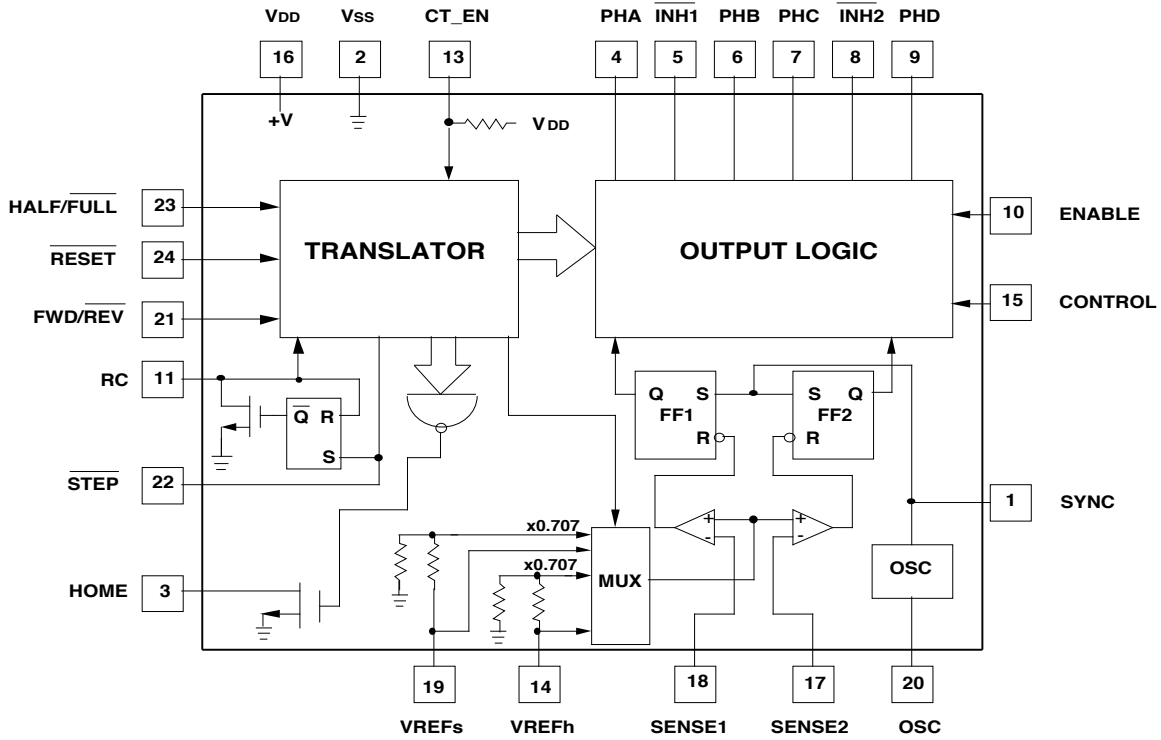 VDD VSS CT_EN PHA INH1 PHB PHC INH2 PHD
16 2 13 4 5 6 7 8 9
+V VDD
HALF/FULL 23
RESET 24
FWD/REV 21
RC 11
STEP 22
HOME 3
TRANSLATOR
OUTPUT LOGIC
10 ENABLE
15 CONTROL
Q R
S
Q S
FF1
R
S Q
FF2
R
+
-
+
-
1 SYNC
OSC
x0.707
x0.707
MUX
19 14 18 17 20
VREFs VREFh SENSE1 SENSE2 OSC